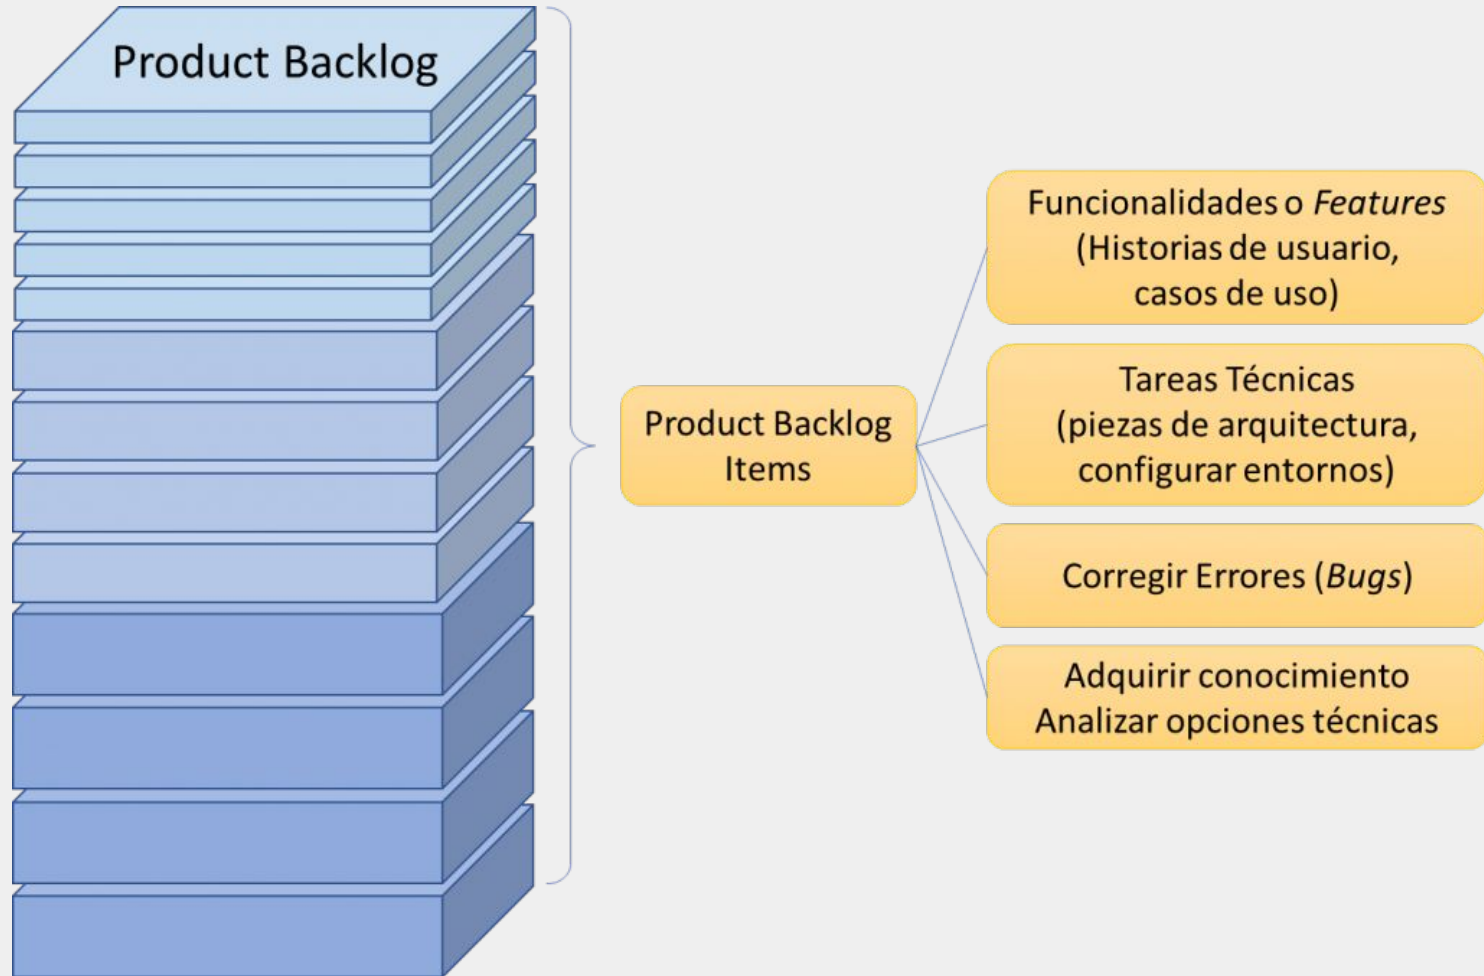 Product Backlog
Product Backlog
Items
Funcionalidades o Features
(Historias de usuario,
casos de uso)
Tareas Técnicas
(piezas de arquitectura,
configurar entornos)
Corregir Errores (Bugs)
Adquirir conocimiento
Analizar opciones técnicas